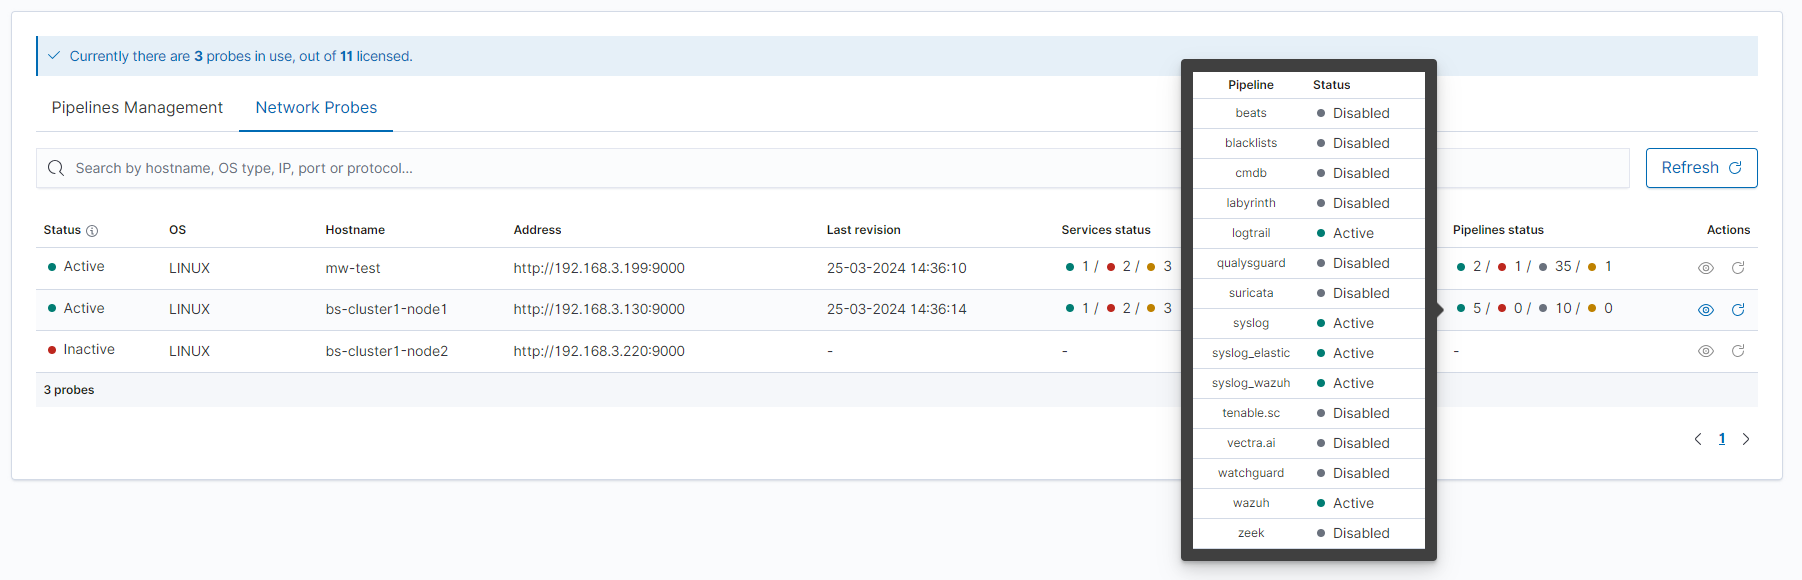 Currently there are 3 probes in use, out of 11 licensed.
Pipelines Management Network Probes
Search by hostname, OS type, IP, port or protocol...
Refresh
Status OS Hostname Address Last revision Services status Pipelines status Actions
Active LINUX mw-test http://192.168.3.199:9000 25-03-2024 14:36:10 1 / 2 / 3 2 / 1 / 35 / 1
Active LINUX bs-cluster1-node1 http://192.168.3.130:9000 25-03-2024 14:36:14 1 / 2 / 3 5 / 0 / 10 / 0
Inactive LINUX bs-cluster1-node2 http://192.168.3.220:9000 - - -
3 probes
1
Pipeline Status
beats Disabled
blacklists Disabled
cmdb Disabled
labyrinth Disabled
logtrail Active
qualysguard Disabled
suricata Disabled
syslog Active
syslog_elastic Active
syslog_wazuh Active
tenable.sc Disabled
vectra.ai Disabled
watchguard Disabled
wazuh Active
zeek Disabled